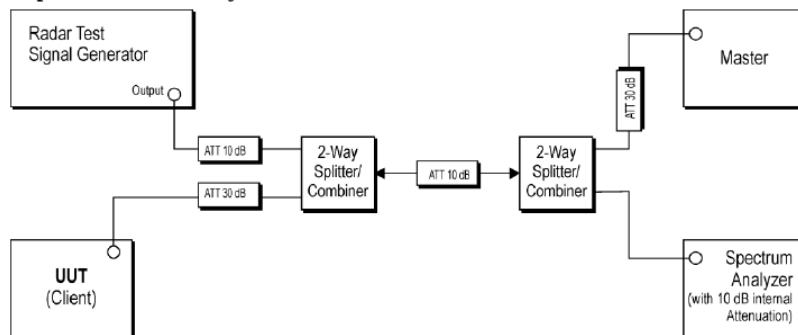 Radar Test
Signal Generator
Output
ATT 10 dB
ATT 30 dB
UUT
(Client)
2-Way
Splitter/
Combiner
ATT 10 dB
2-Way
Splitter/
Combiner
ATT 30 dB
Master
Spectrum
Analyzer
(with 10 dB internal
Attenuation)